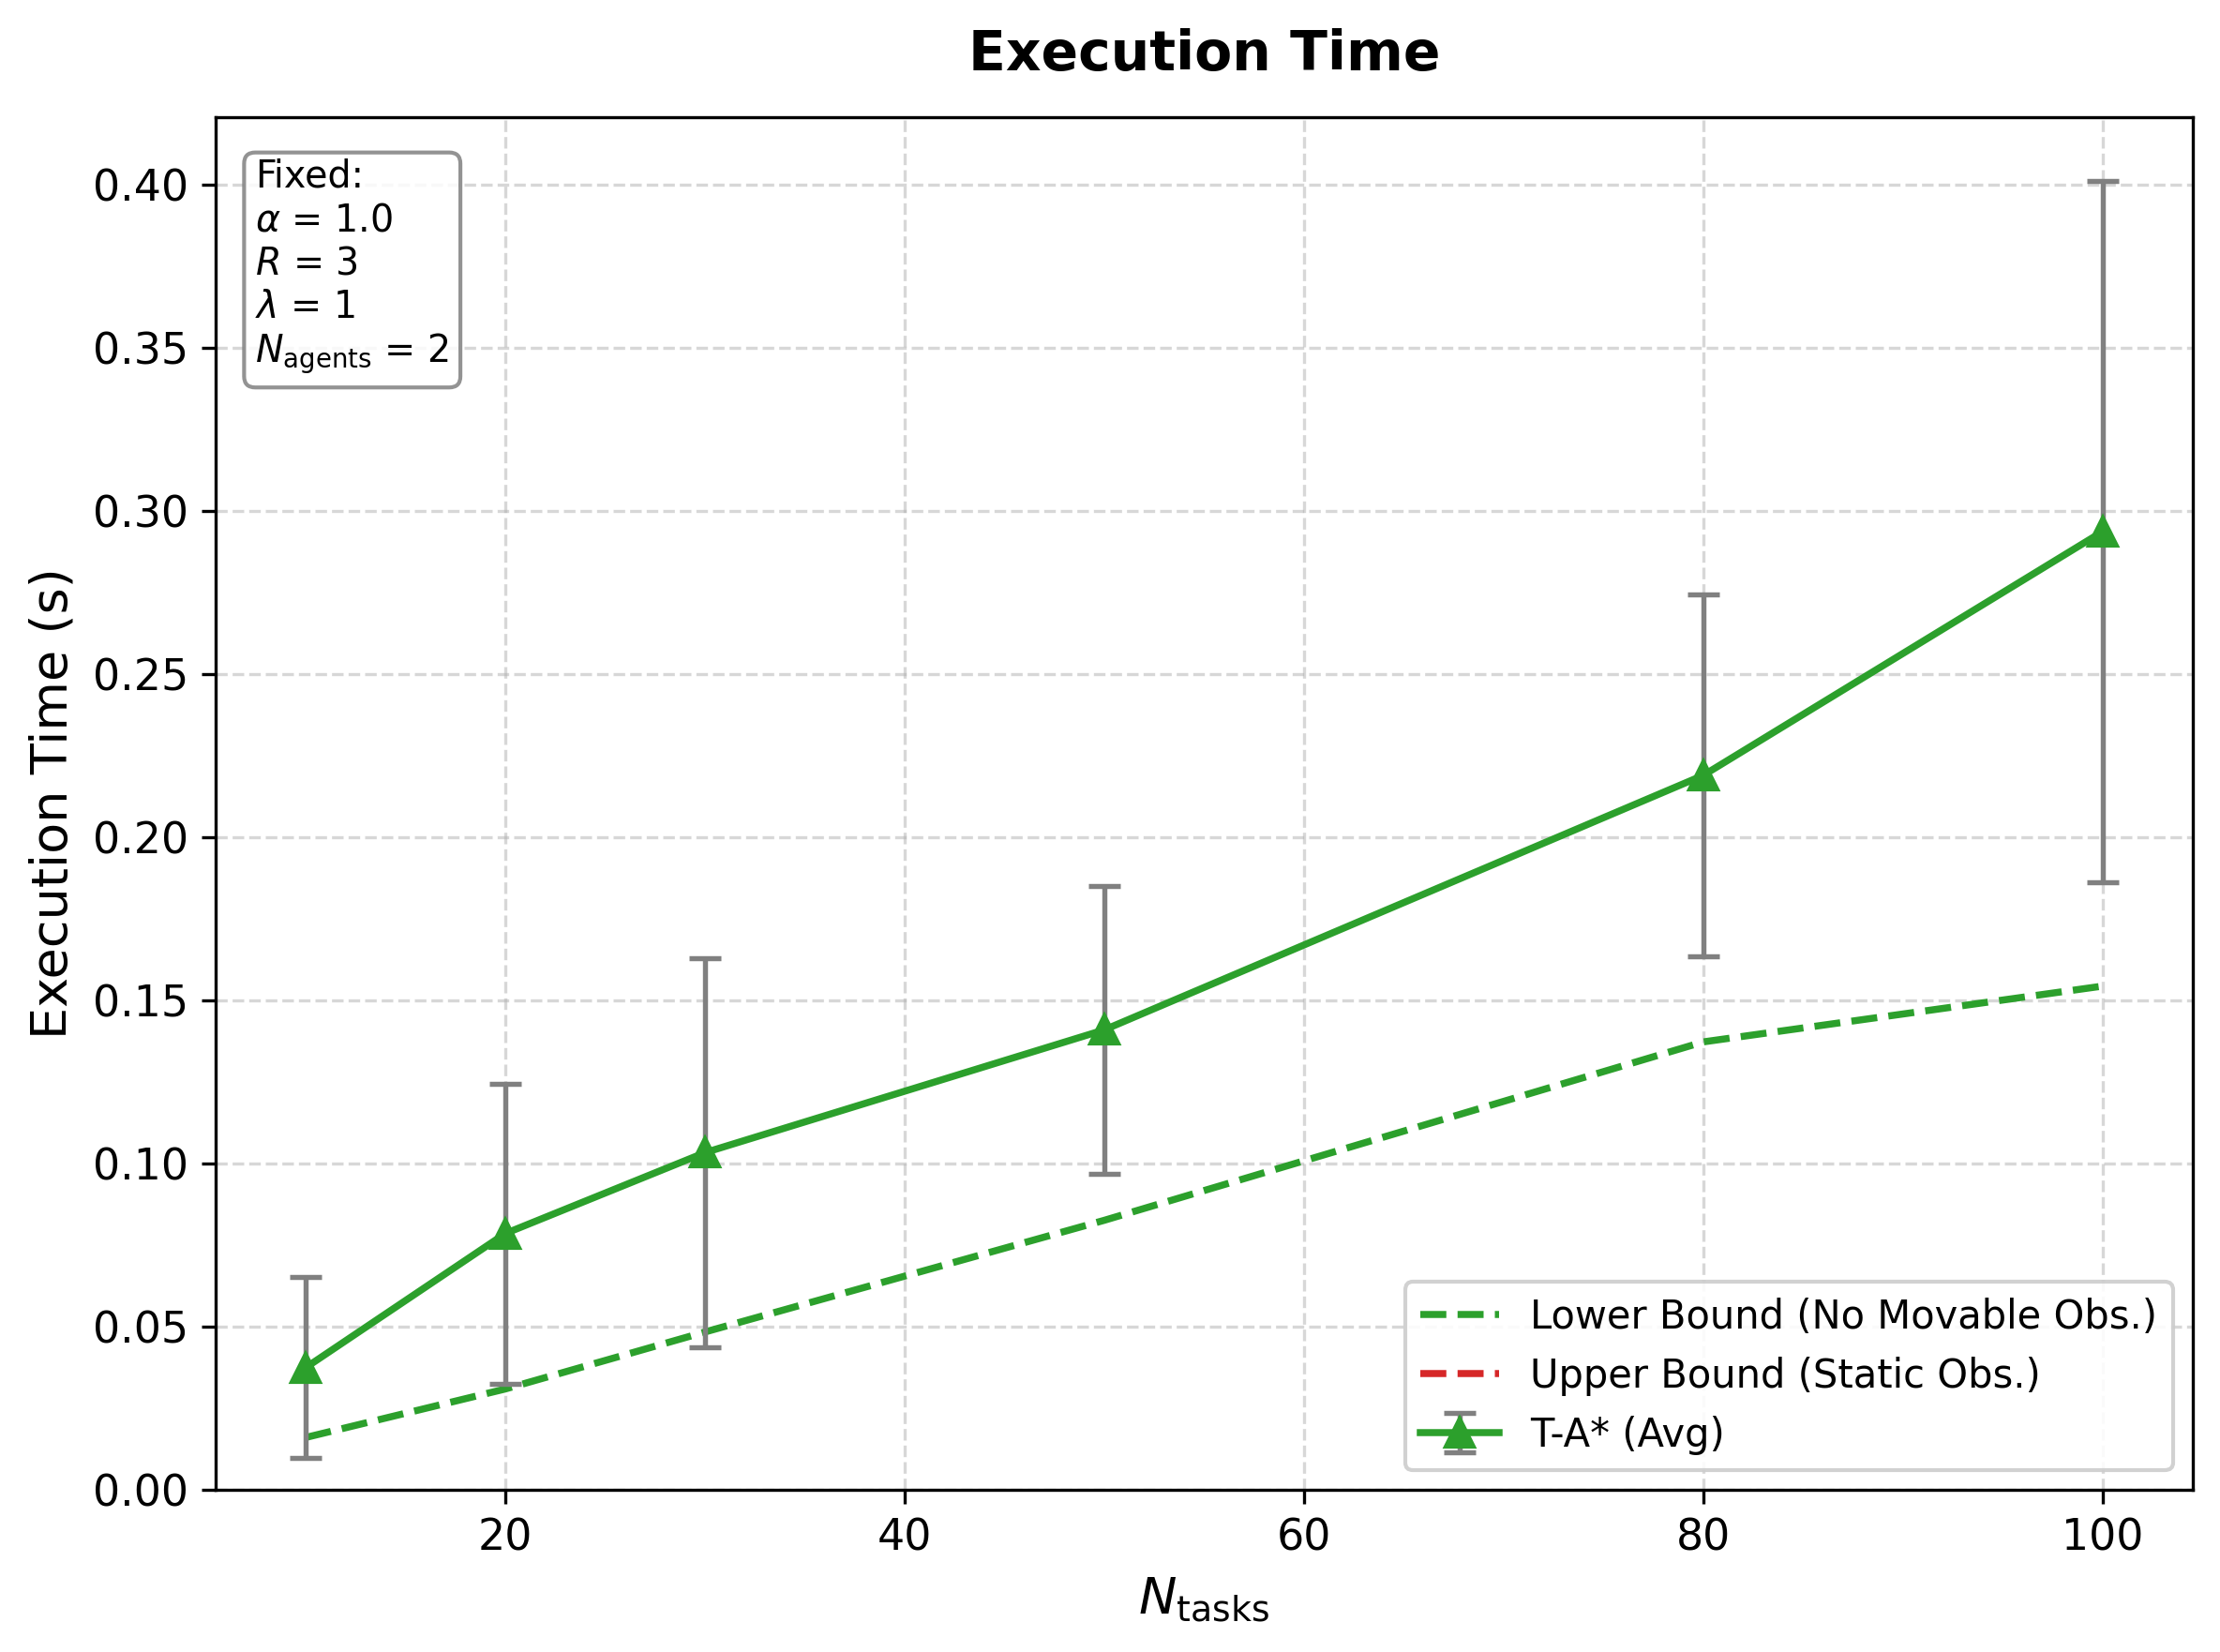 Execution Time
Fixed:
α = 1.0
R = 3
λ = 1
N_agents = 2
Execution Time (s)
0.40
0.35
0.30
0.25
0.20
0.15
0.10
0.05
0.00
20 40 60 80 100
N_tasks
Lower Bound (No Movable Obs.)
Upper Bound (Static Obs.)
T-A* (Avg)